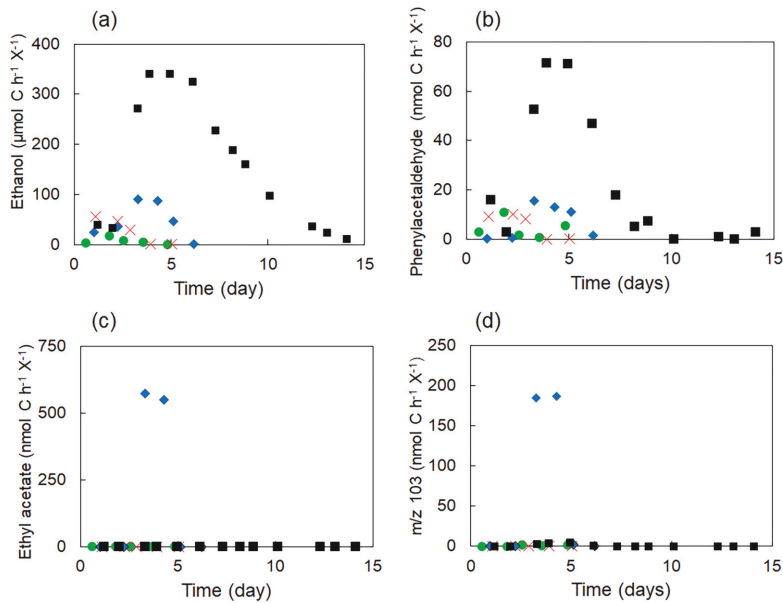 (a)
Ethanol (µmol C h⁻¹ X⁻¹)
400
300
200
100
0
0 5 10 15
Time (day)
(b)
Phenylacetaldehyde (nmol C h⁻¹ X⁻¹)
80
60
40
20
0
0 5 10 15
Time (days)
(c)
Ethyl acetate (nmol C h⁻¹ X⁻¹)
750
500
250
0
0 5 10 15
Time (day)
(d)
m/z 103 (nmol C h⁻¹ X⁻¹)
250
200
150
100
50
0
0 5 10 15
Time (days)